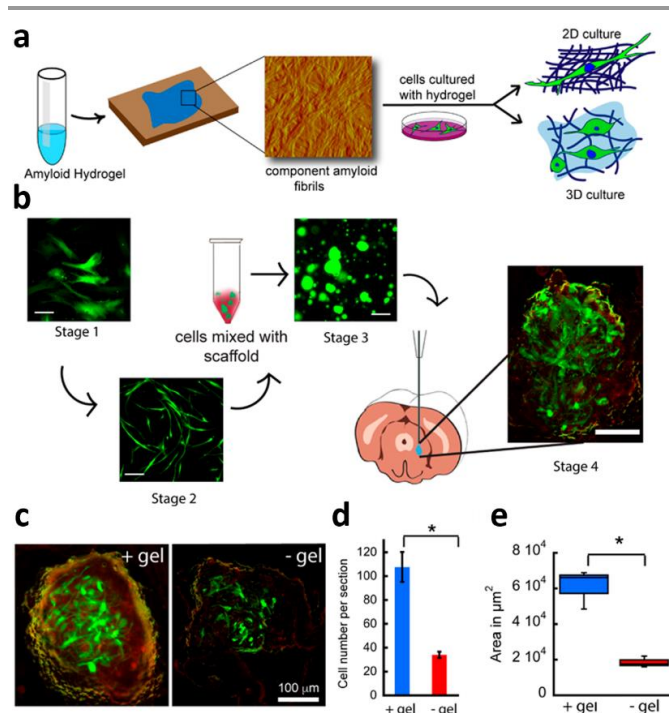 a
Amyloid Hydrogel
component amyloid
fibrils
cells cultured
with hydrogel
2D culture
3D culture
b
Stage 1
Stage 2
cells mixed with
scaffold
Stage 3
Stage 4
c
+ gel
- gel
100 μm
d
*
Cell number per section
120
100
80
60
40
20
0
+ gel
- gel
e
*
Area in μm²
8 10⁴
6 10⁴
4 10⁴
2 10⁴
0
+ gel
- gel